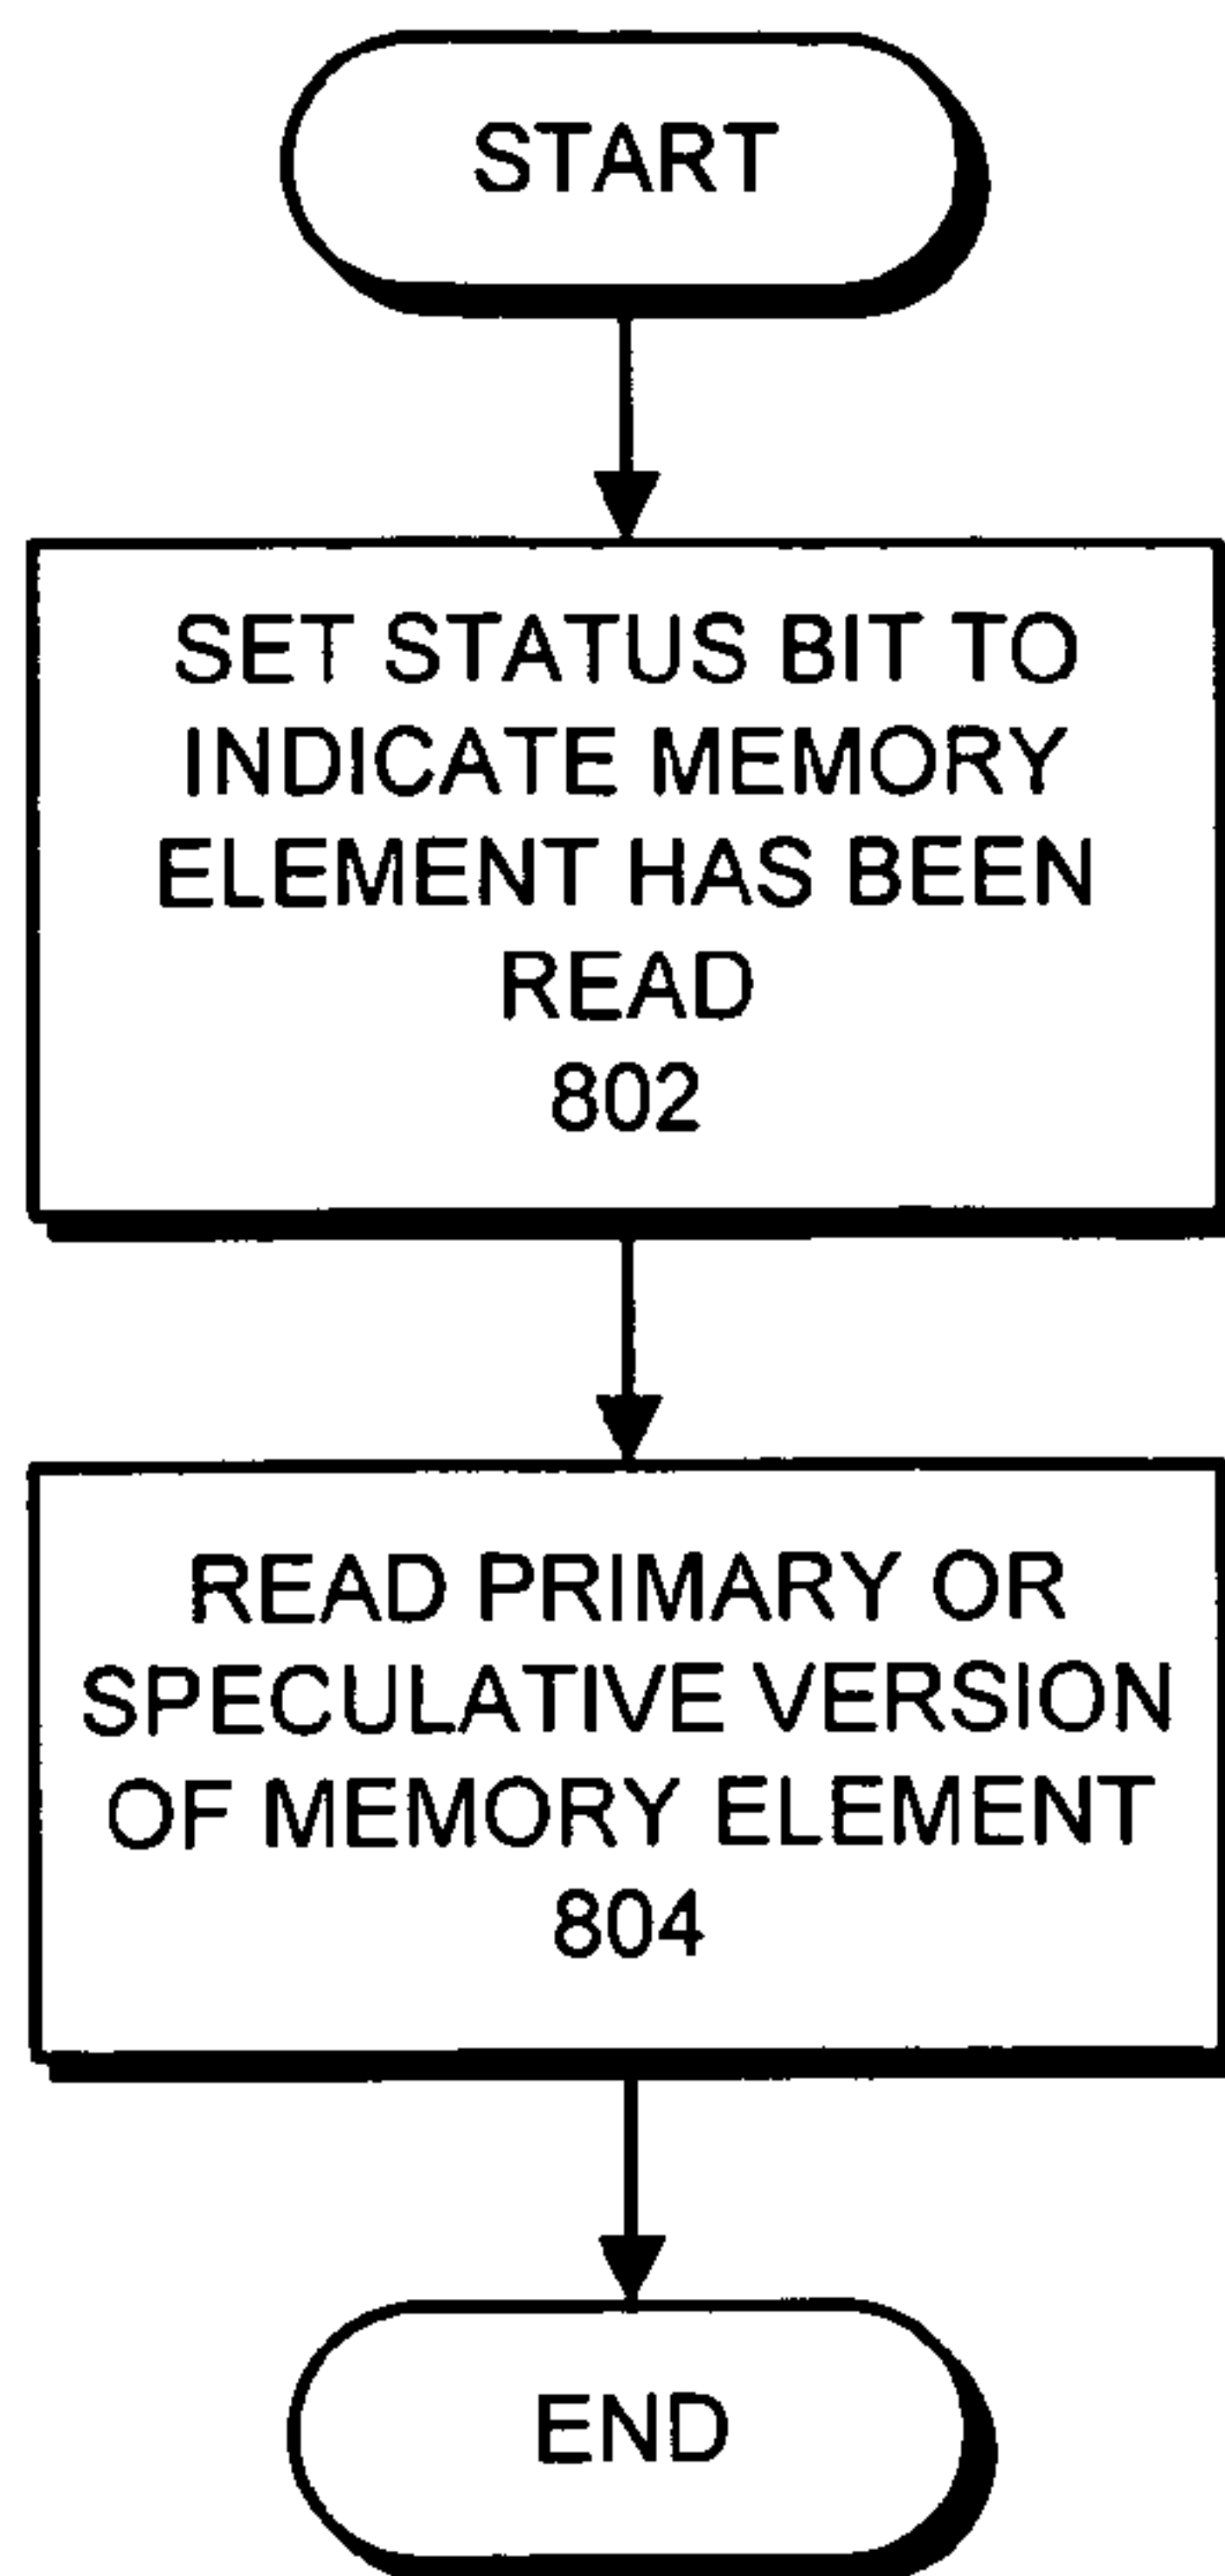 START
SET STATUS BIT TO
INDICATE MEMORY
ELEMENT HAS BEEN
READ
802
READ PRIMARY OR
SPECULATIVE VERSION
OF MEMORY ELEMENT
804
END